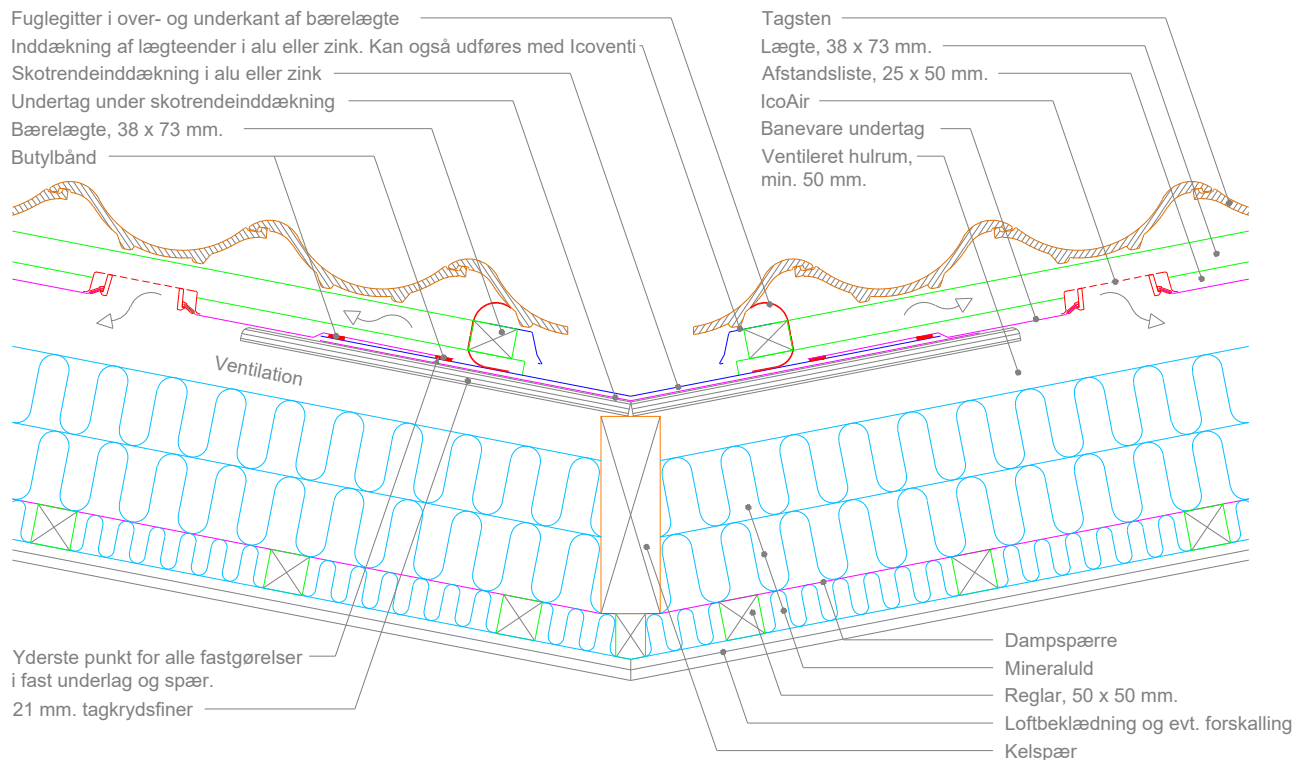 Fuglegitter i over- og underkant af bærelægte
Inddækning af lægteender i alu eller zink. Kan også udføres med Icoventi
Skotrendeinddækning i alu eller zink
Undertag under skotrendeinddækning
Bærelægte, 38 x 73 mm.
Butylbånd
Tagsten
Lægte, 38 x 73 mm.
Afstandsliste, 25 x 50 mm.
IcoAir
Banevare undertag
Ventileret hulrum,
min. 50 mm.
Ventilation
Yderste punkt for alle fastgørelser
i fast underlag og spær.
21 mm. tagkrydsfiner
Dampspærre
Mineraluld
Reglar, 50 x 50 mm.
Loftbeklædning og evt. forskalling
Kelspær